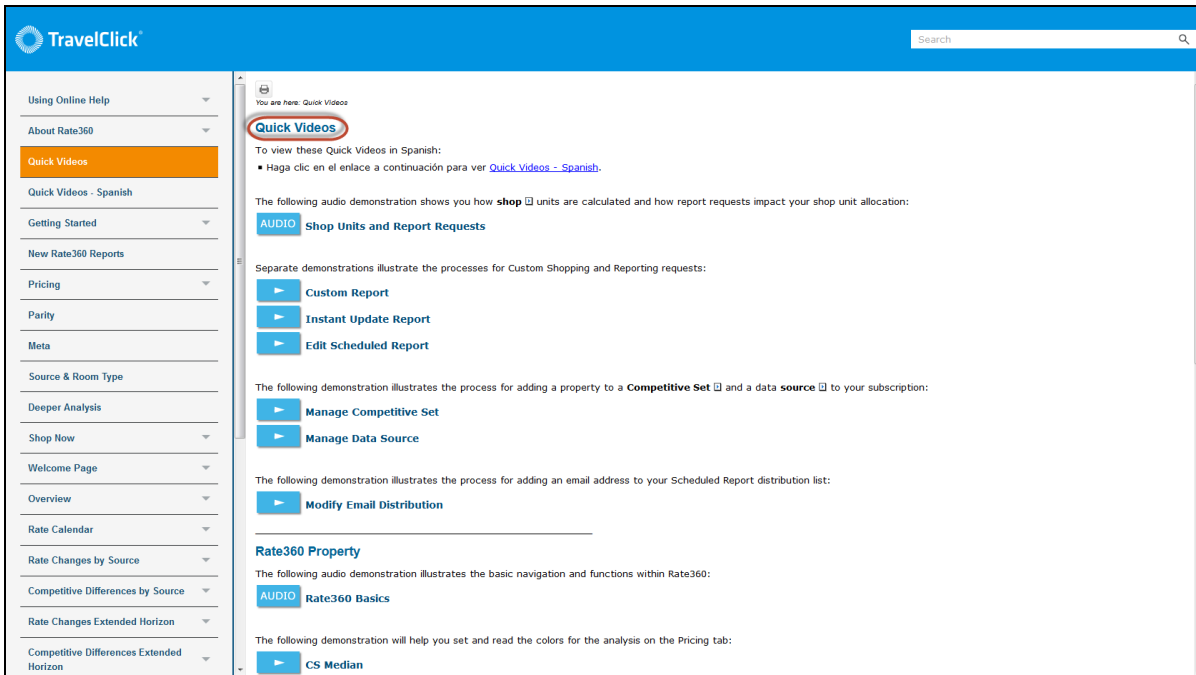 TravelClick®
Search
Using Online Help
About Rate360
Quick Videos
Quick Videos - Spanish
Getting Started
New Rate360 Reports
Pricing
Parity
Meta
Source & Room Type
Deeper Analysis
Shop Now
Welcome Page
Overview
Rate Calendar
Rate Changes by Source
Competitive Differences by Source
Rate Changes Extended Horizon
Competitive Differences Extended
Horizon
You are here: Quick Videos
Quick Videos
To view these Quick Videos in Spanish:
▪ Haga clic en el enlace a continuación para ver Quick Videos - Spanish.
The following audio demonstration shows you how shop units are calculated and how report requests impact your shop unit allocation:
AUDIO Shop Units and Report Requests
Separate demonstrations illustrate the processes for Custom Shopping and Reporting requests:
Custom Report
Instant Update Report
Edit Scheduled Report
The following demonstration illustrates the process for adding a property to a Competitive Set and a data source to your subscription:
Manage Competitive Set
Manage Data Source
The following demonstration illustrates the process for adding an email address to your Scheduled Report distribution list:
Modify Email Distribution
Rate360 Property
The following audio demonstration illustrates the basic navigation and functions within Rate360:
AUDIO Rate360 Basics
The following demonstration will help you set and read the colors for the analysis on the Pricing tab:
CS Median